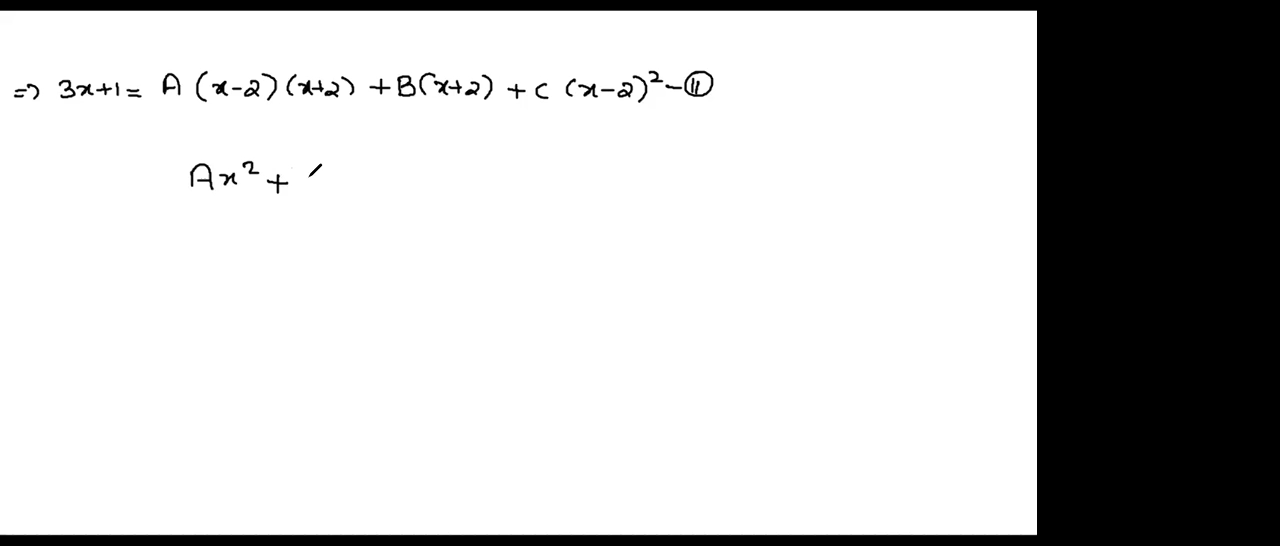 => 3x+1= A (x-2)(x+2) +B(x+2) + C (x-2)² -⑪
Ax² +